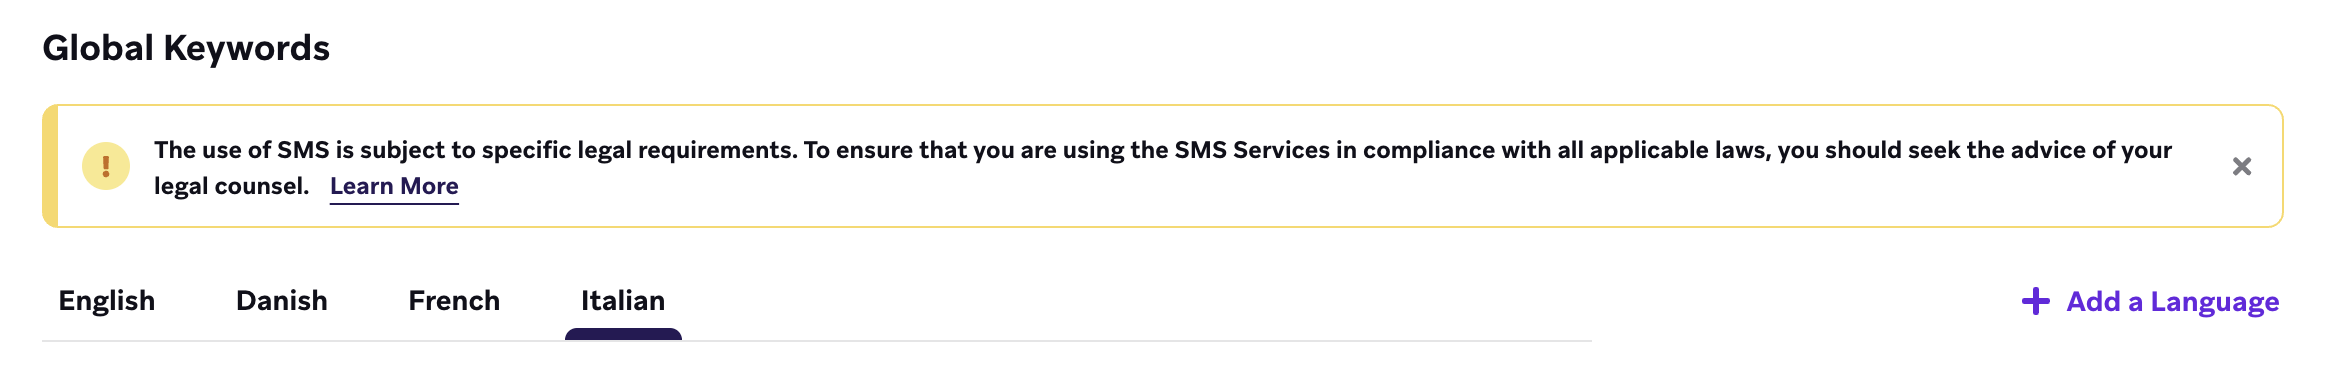 Global Keywords
The use of SMS is subject to specific legal requirements. To ensure that you are using the SMS Services in compliance with all applicable laws, you should seek the advice of your
legal counsel. Learn More
English Danish French Italian Add a Language